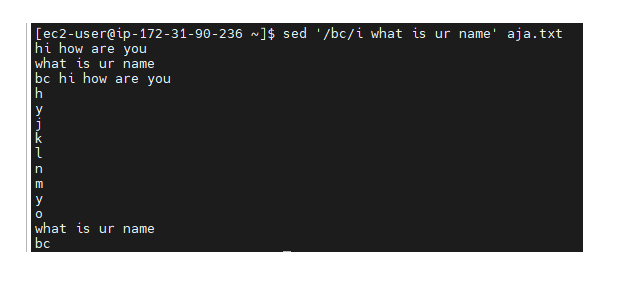 [ec2-user@ip-172-31-90-236 ~]$ sed '/bc/i what is ur name' aja.txt
hi how are you
what is ur name
bc hi how are you
h
y
j
k
l
n
m
y
o
what is ur name
bc